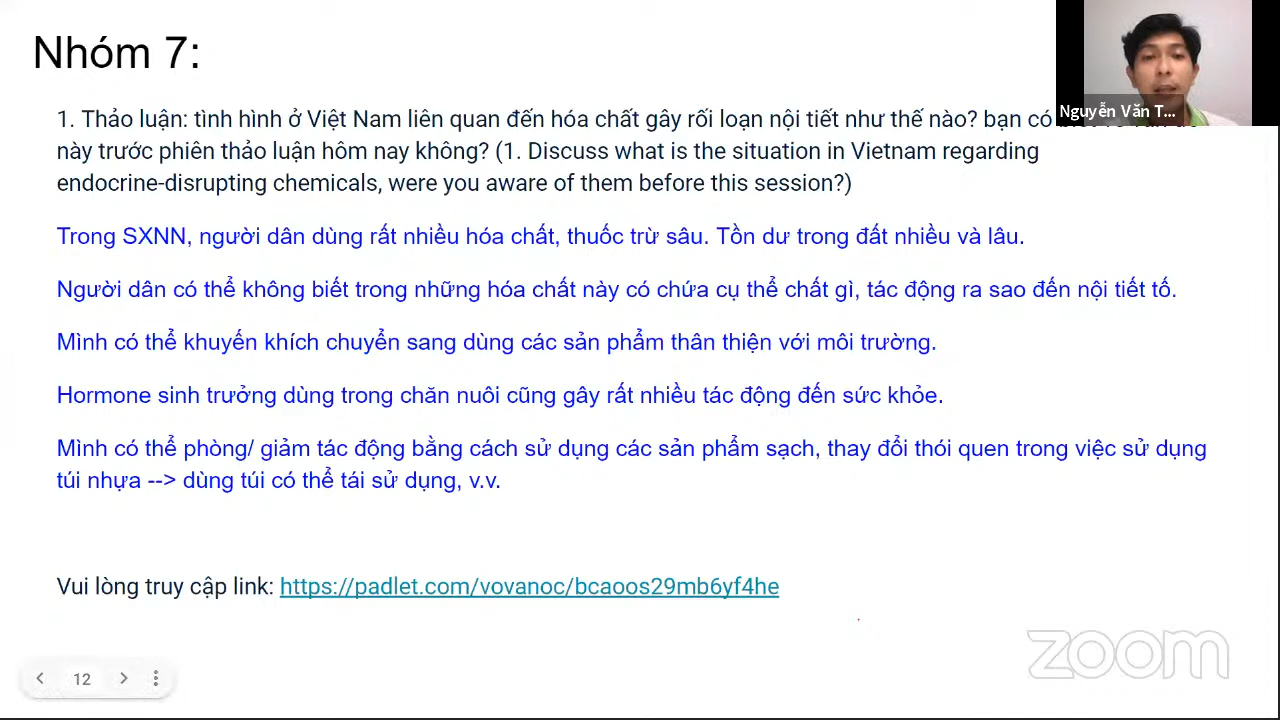 Nhóm 7:
Nguyễn Văn T...
1. Thảo luận: tình hình ở Việt Nam liên quan đến hóa chất gây rối loạn nội tiết như thế nào? bạn có
này trước phiên thảo luận hôm nay không? (1. Discuss what is the situation in Vietnam regarding
endocrine-disrupting chemicals, were you aware of them before this session?)
Trong SXNN, người dân dùng rất nhiều hóa chất, thuốc trừ sâu. Tồn dư trong đất nhiều và lâu.
Người dân có thể không biết trong những hóa chất này có chứa cụ thể chất gì, tác động ra sao đến nội tiết tố.
Mình có thể khuyến khích chuyển sang dùng các sản phẩm thân thiện với môi trường.
Hormone sinh trưởng dùng trong chăn nuôi cũng gây rất nhiều tác động đến sức khỏe.
Mình có thể phòng/ giảm tác động bằng cách sử dụng các sản phẩm sạch, thay đổi thói quen trong việc sử dụng
túi nhựa --> dùng túi có thể tái sử dụng, v.v.
Vui lòng truy cập link: https://padlet.com/vovanoc/bcaoos29mb6yf4he
zoom
12